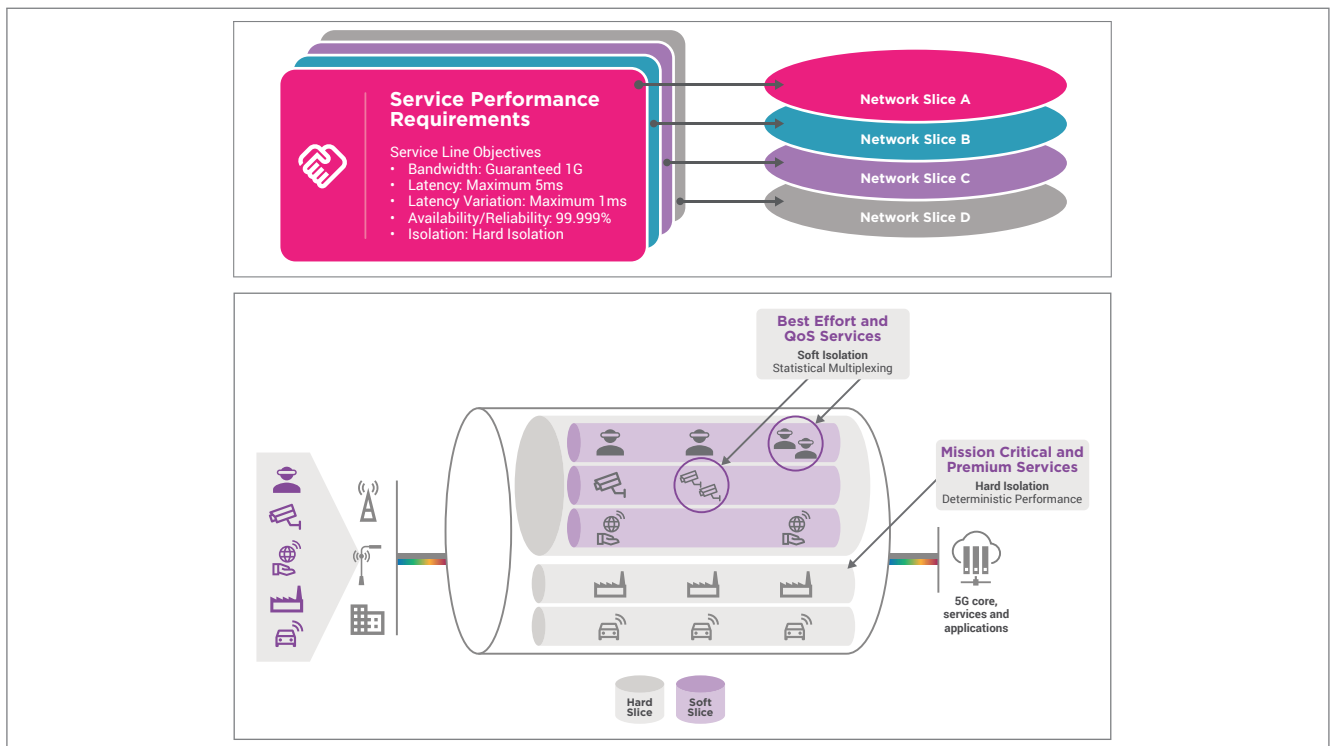 Service Performance
Requirements
Service Line Objectives
• Bandwidth: Guaranteed 1G
• Latency: Maximum 5ms
• Latency Variation: Maximum 1ms
• Availability/Reliability: 99.999%
• Isolation: Hard Isolation
Network Slice A
Network Slice B
Network Slice C
Network Slice D
Best Effort and
QoS Services
Soft Isolation
Statistical Multiplexing
Mission Critical and
Premium Services
Hard Isolation
Deterministic Performance
5G core,
services and
applications
Hard
Slice
Soft
Slice